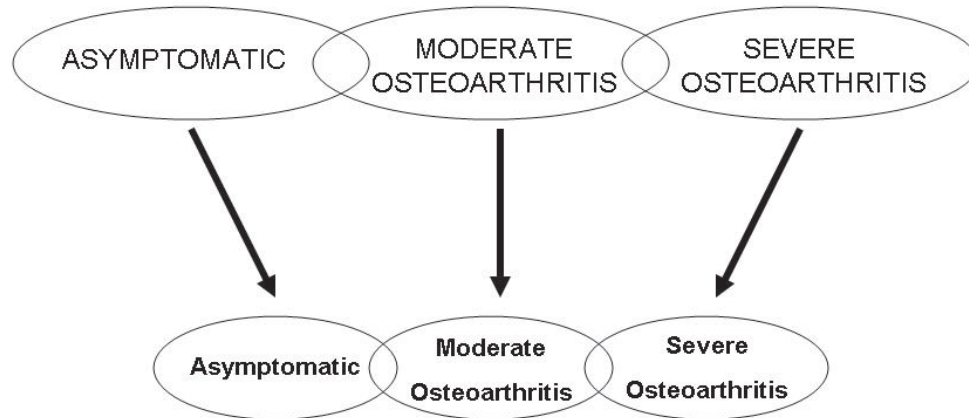 ASYMPTOMATIC
MODERATE
OSTEOARTHRITIS
SEVERE
OSTEOARTHRITIS
Asymptomatic
Moderate
Osteoarthritis
Severe
Osteoarthritis